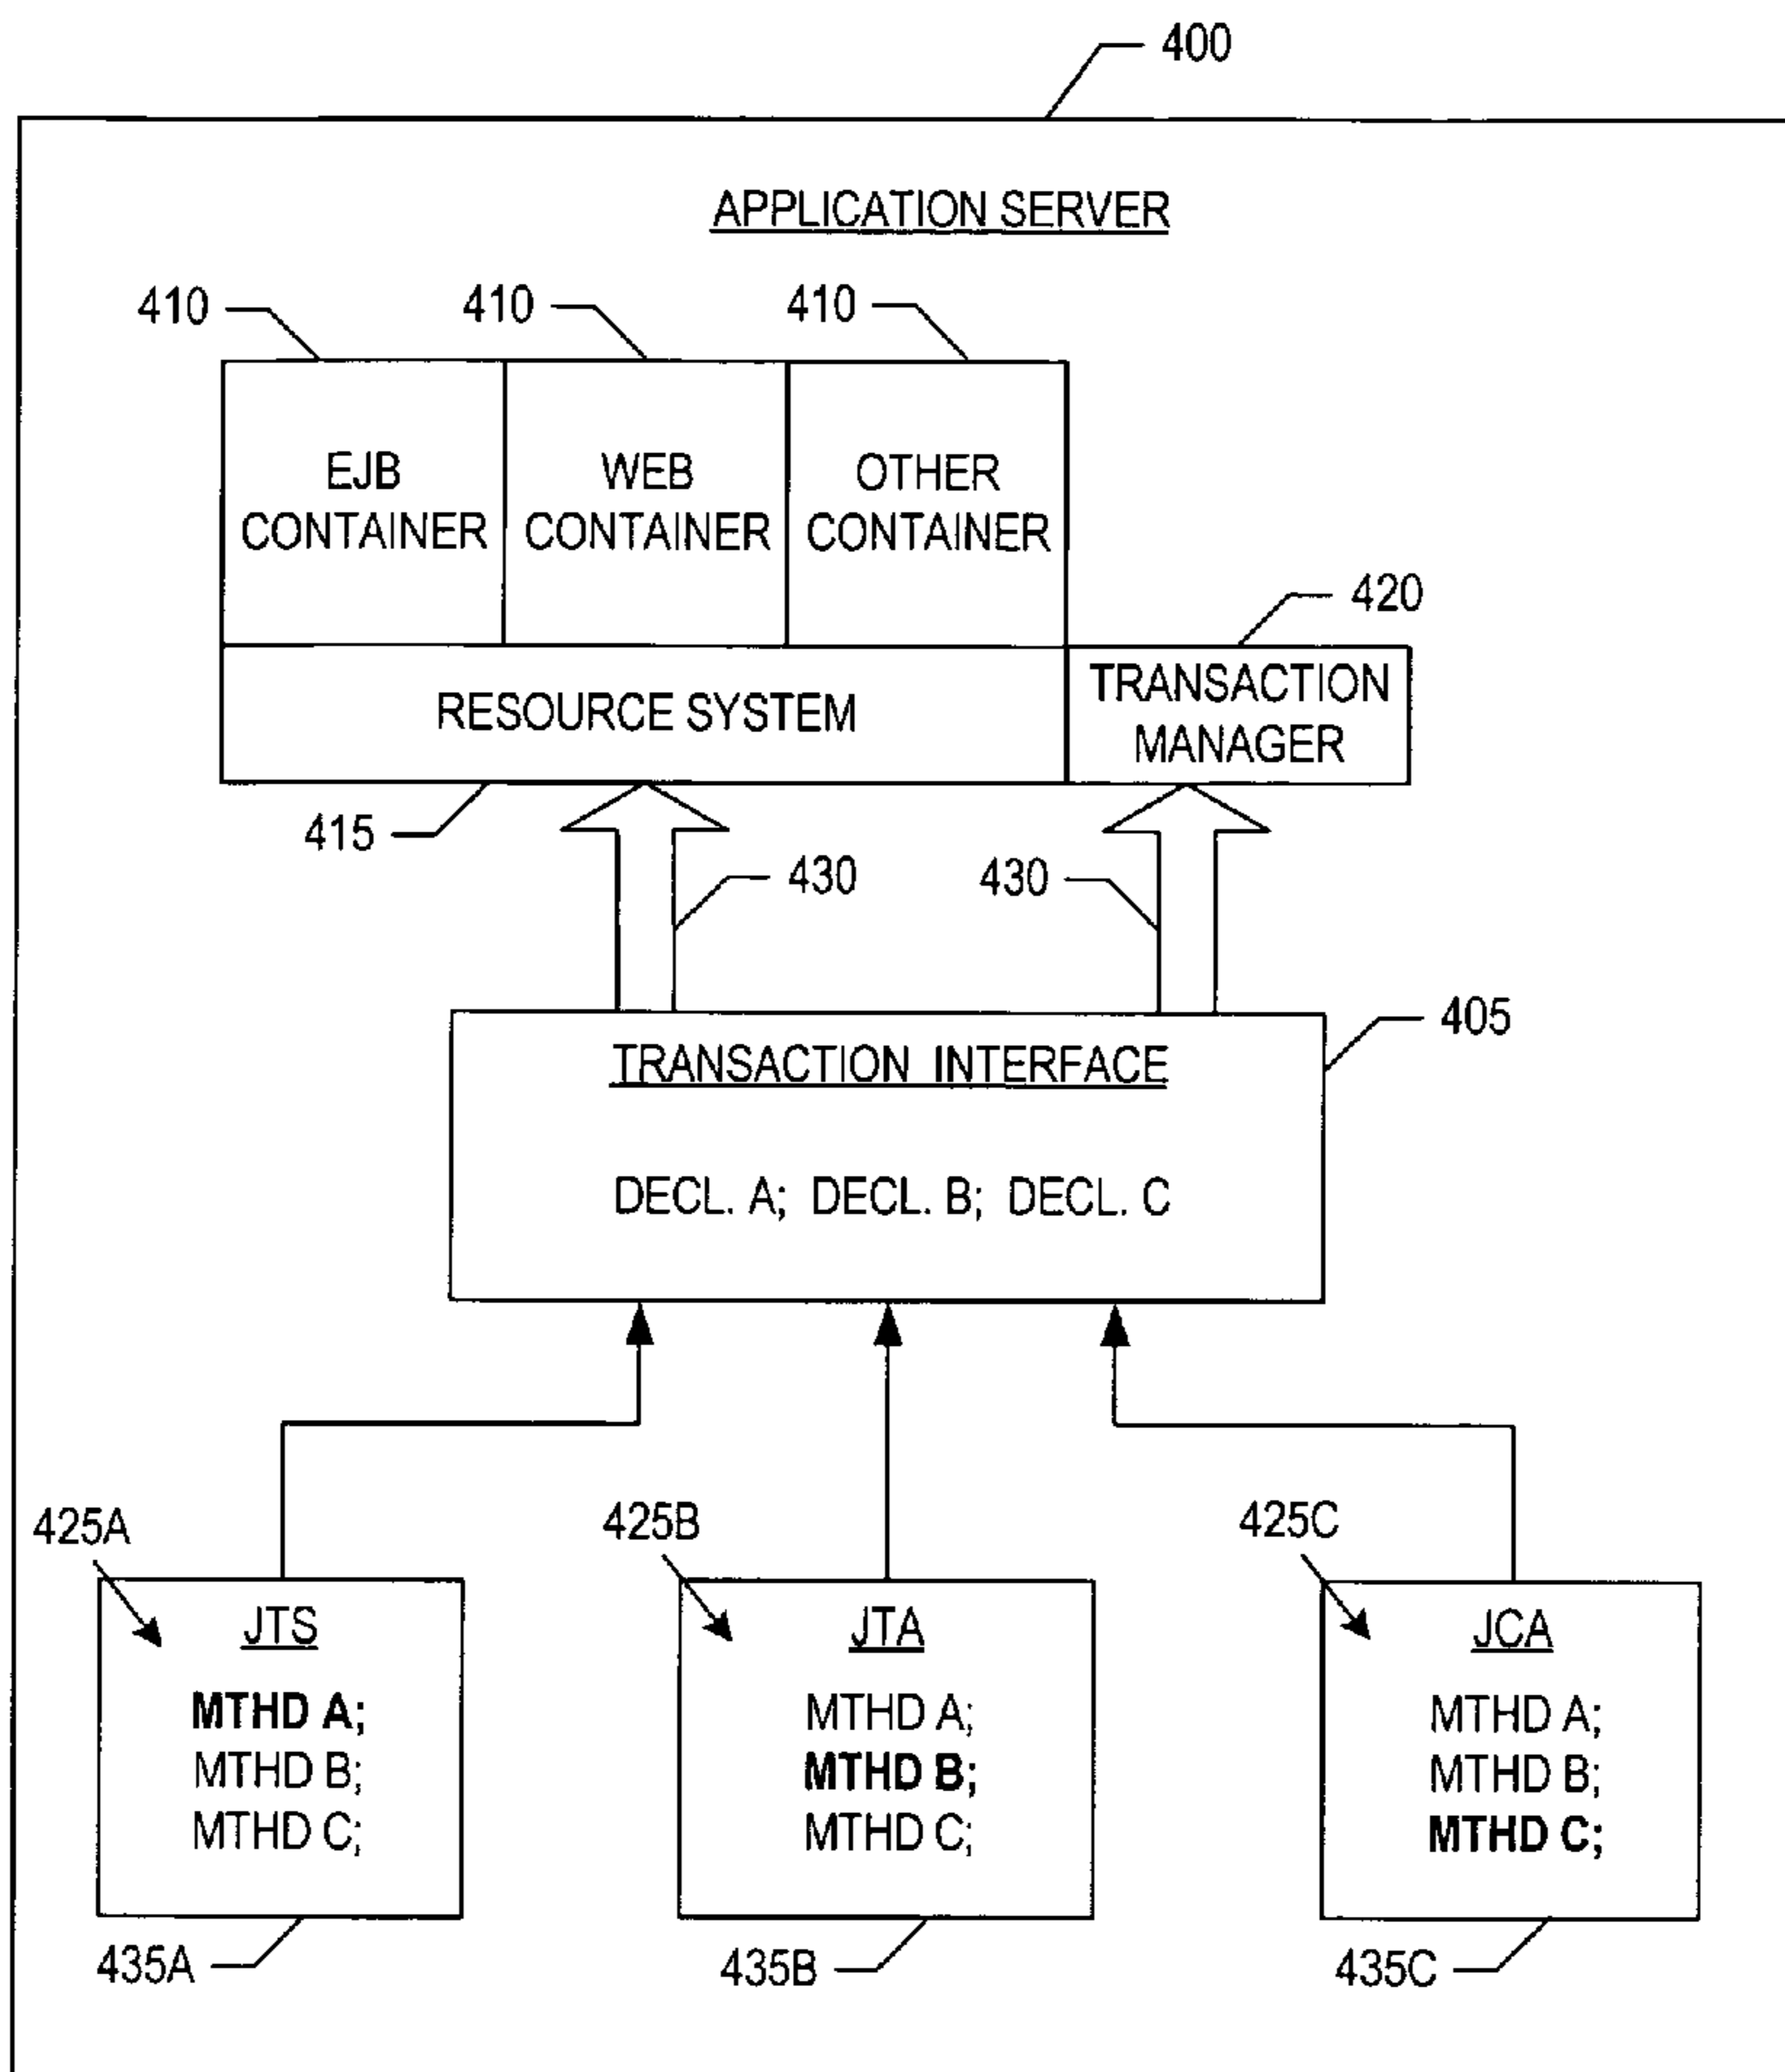 400
APPLICATION SERVER
410 410 410
EJB CONTAINER
WEB CONTAINER
OTHER CONTAINER
420
RESOURCE SYSTEM
TRANSACTION MANAGER
415
430 430
405
TRANSACTION INTERFACE
DECL. A; DECL. B; DECL. C
425A
425B
425C
JTS
MTHD A;
MTHD B;
MTHD C;
JTA
MTHD A;
MTHD B;
MTHD C;
JCA
MTHD A;
MTHD B;
MTHD C;
435A
435B
435C